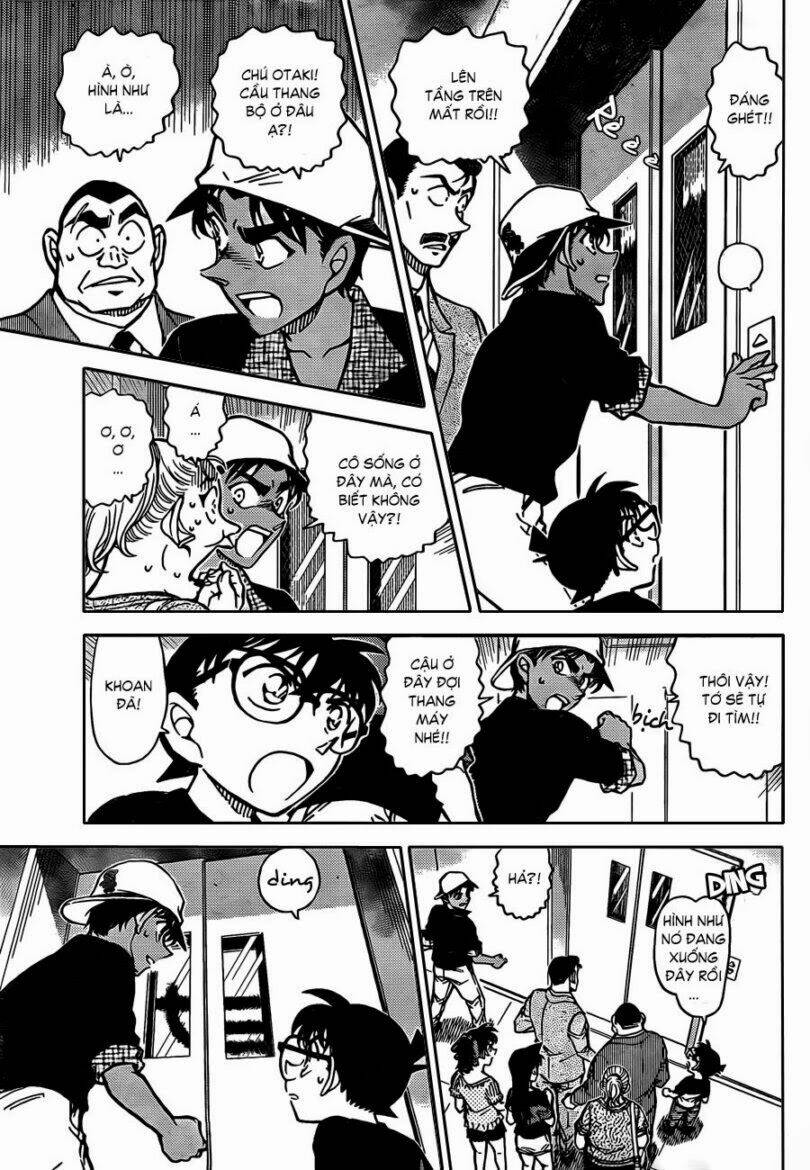 ĐÁNG
GHÉT!!
Rè e e
LÊN
TẦNG TRÊN
MẤT RỒI!!
CHÚ OTAKI!
CẦU THANG
BỘ Ở ĐÂU
Ạ?!
À, Ờ,
HÌNH NHƯ
LÀ...
CÔ SỐNG Ở
ĐÂY MÀ, CÓ
BIẾT KHÔNG
VẬY?!
Á
...
Ơ, Ơ,
Ơ
...
THÔI VẬY!
TỚ SẼ TỰ
ĐI TÌM!!
bịch
CẬU Ở
ĐÂY ĐỢI
THANG
MÁY
NHÉ!!
KHOAN
ĐÃ!
DING
HÌNH NHƯ
NÓ ĐANG
XUỐNG
ĐÂY RỒI
...
HẢ?!
ding